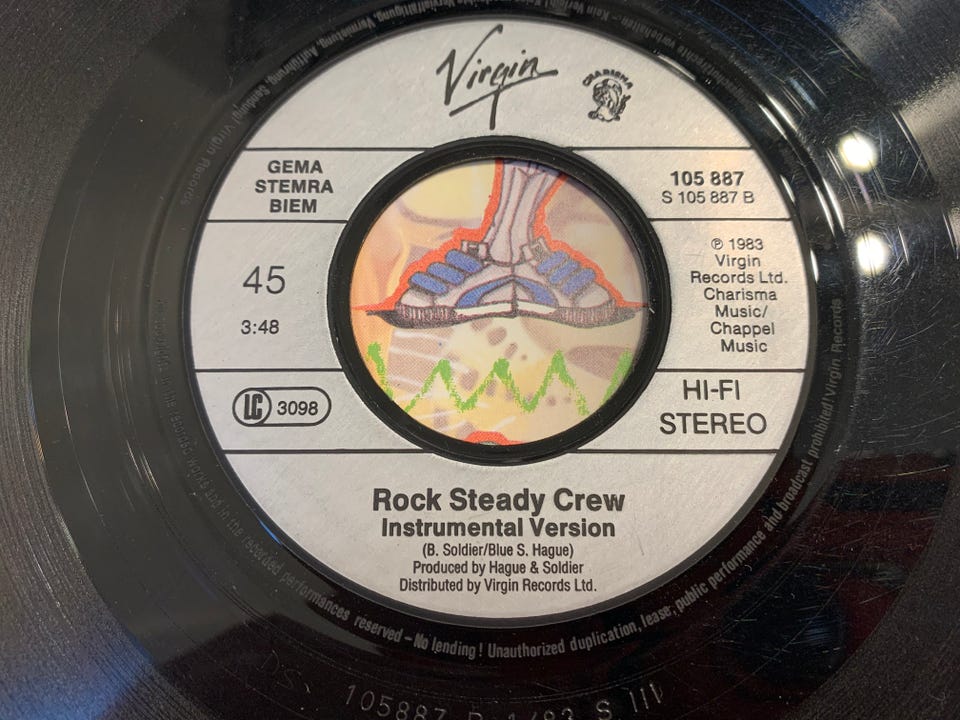 Virgin
CHARISMA
GEMA
STEMRA
BIEM
105 887
S 105 887 B
45
3:48
℗ 1983
Virgin
Records Ltd.
Charisma
Music/
Chappel
Music
LC 3098
HI-FI
STEREO
Rock Steady Crew
Instrumental Version
(B. Soldier/Blue S. Hague)
Produced by Hague & Soldier
Distributed by Virgin Records Ltd.
in the recorded performances reserved – No lending! Unauthorized duplication, lease, public performance and broadcast prohibited! Virgin Records
105887